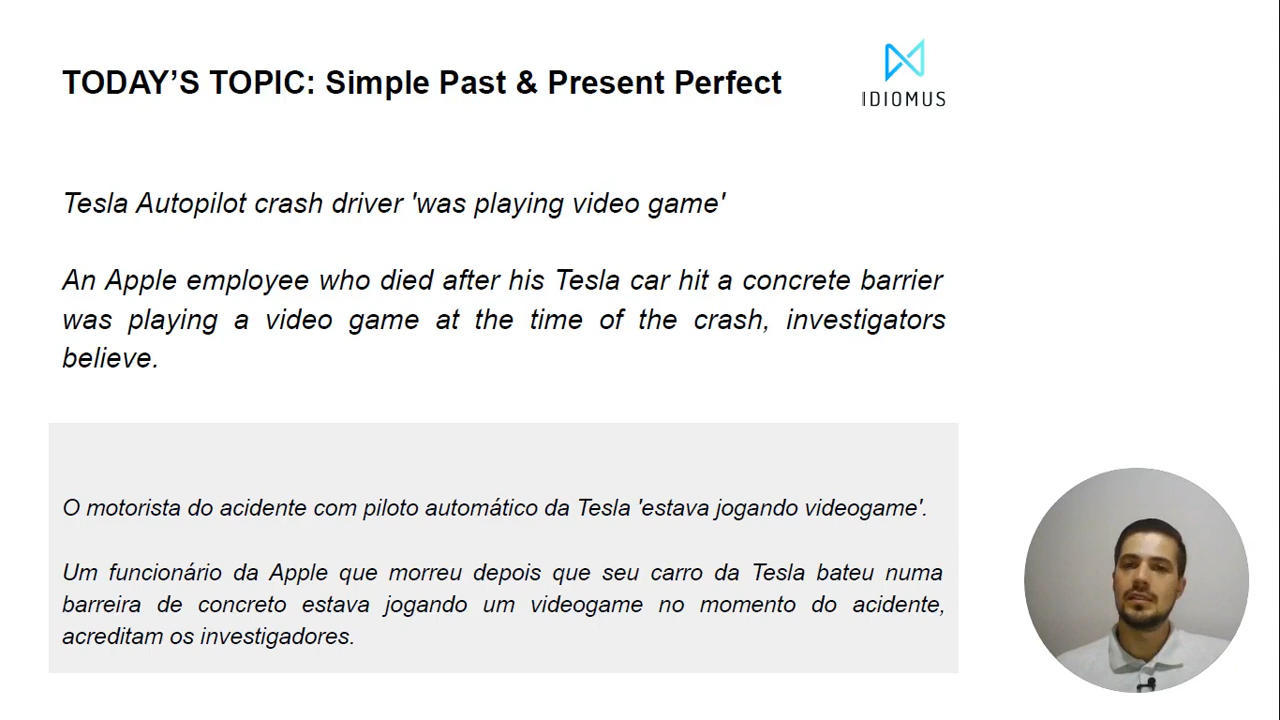 TODAY’S TOPIC: Simple Past & Present Perfect
IDIOMUS
Tesla Autopilot crash driver 'was playing video game'
An Apple employee who died after his Tesla car hit a concrete barrier
was playing a video game at the time of the crash, investigators
believe.
O motorista do acidente com piloto automático da Tesla 'estava jogando videogame'.
Um funcionário da Apple que morreu depois que seu carro da Tesla bateu numa
barreira de concreto estava jogando um videogame no momento do acidente,
acreditam os investigadores.